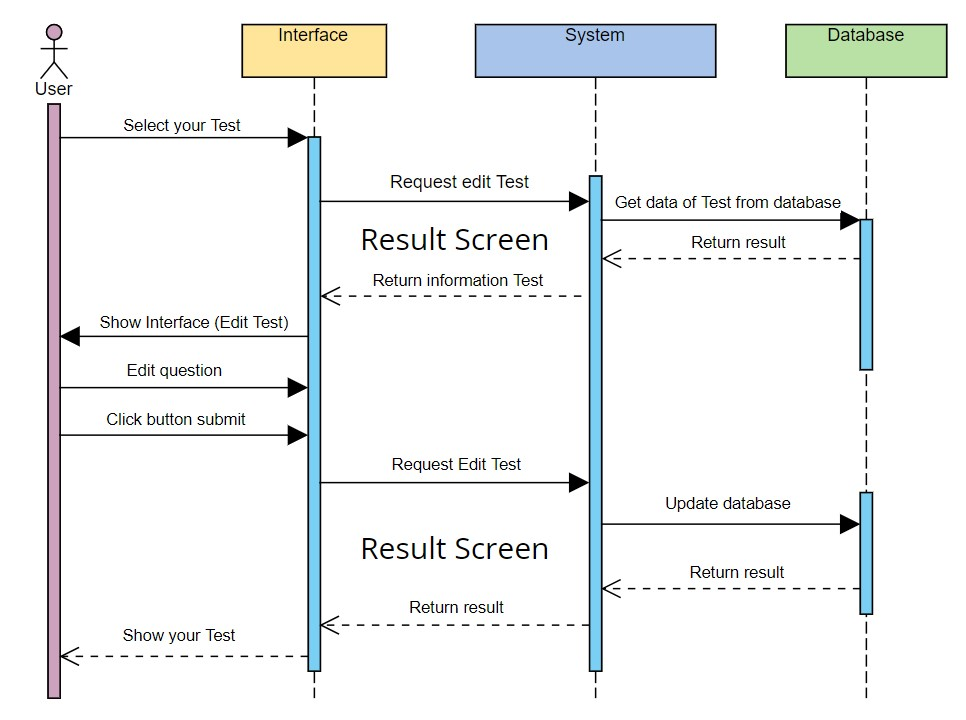 Interface
System
Database
User
Select your Test
Request edit Test
Get data of Test from database
Result Screen
Return result
Return information Test
Show Interface (Edit Test)
Edit question
Click button submit
Request Edit Test
Update database
Result Screen
Return result
Return result
Show your Test